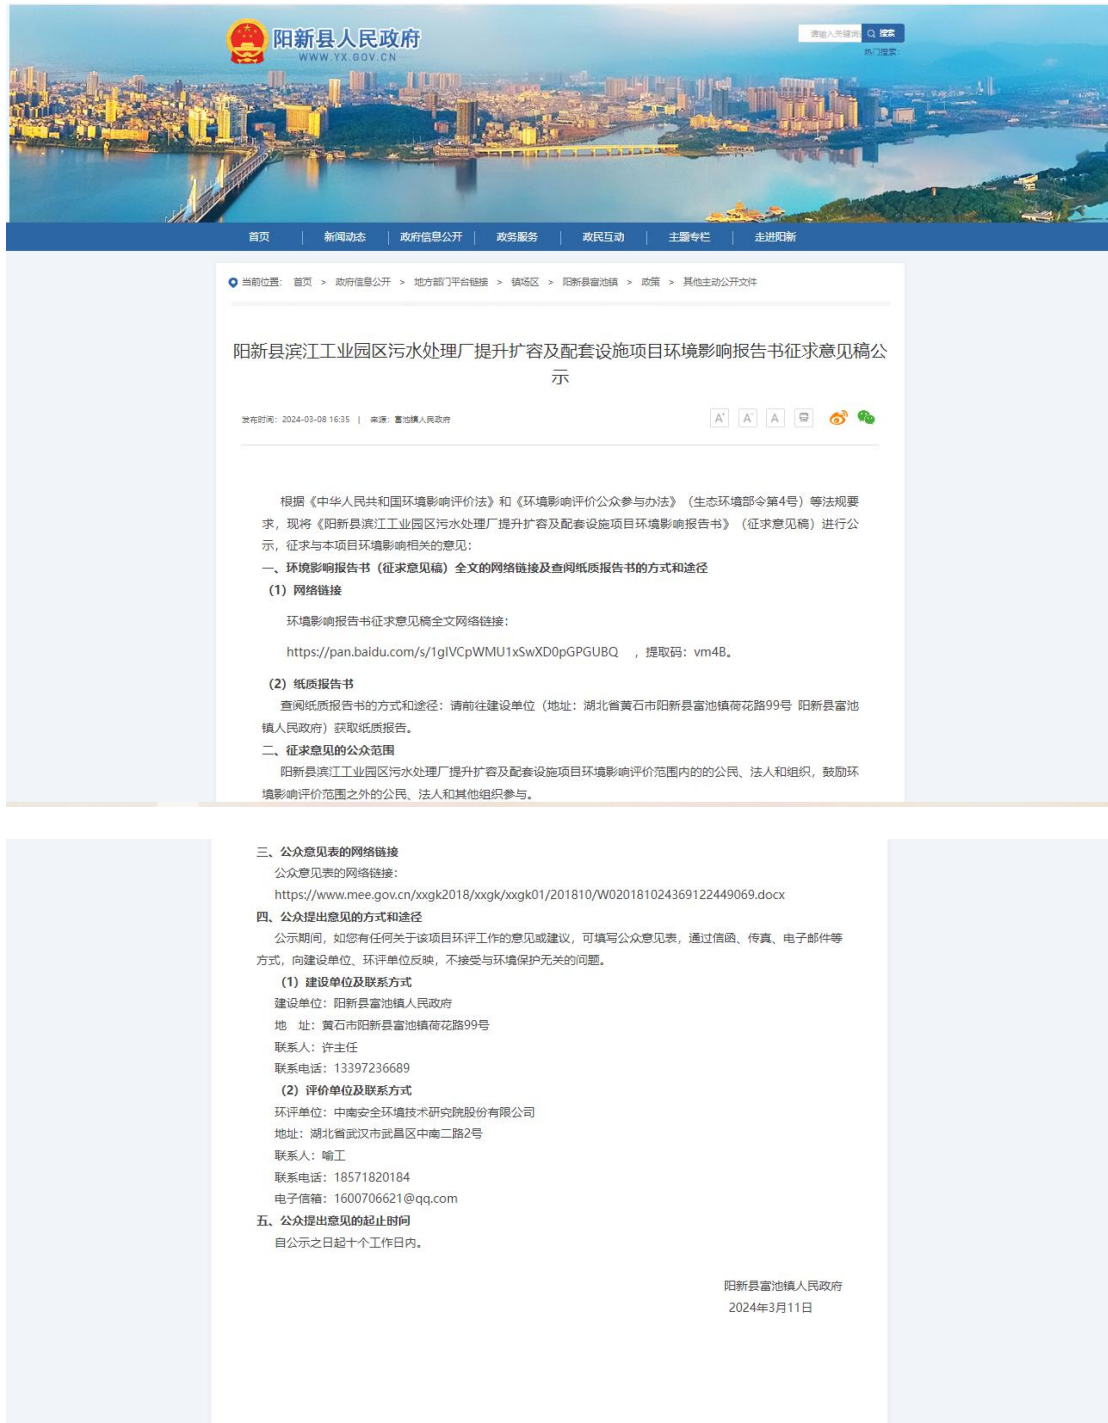 阳新县人民政府
WWW.YX.GOV.CN
请输入关键词
搜索
热门搜索:
首页 新闻动态 政府信息公开 政务服务 政民互动 主题专栏 走进阳新
当前位置: 首页 > 政府信息公开 > 地方部门平台链接 > 镇场区 > 阳新县富池镇 > 政策 > 其他主动公开文件
阳新县滨江工业园区污水处理厂提升扩容及配套设施项目环境影响报告书征求意见稿公
示
发布时间: 2024-03-08 16:35 | 来源: 富池镇人民政府
A+ A- A
根据《中华人民共和国环境影响评价法》和《环境影响评价公众参与办法》（生态环境部令第4号）等法规要
求，现将《阳新县滨江工业园区污水处理厂提升扩容及配套设施项目环境影响报告书》（征求意见稿）进行公
示，征求与本项目环境影响相关的意见：
一、环境影响报告书（征求意见稿）全文的网络链接及查阅纸质报告书的方式和途径
（1）网络链接
环境影响报告书征求意见稿全文网络链接：
https://pan.baidu.com/s/1gIVCpWMU1xSwXD0pGPGUBQ ，提取码：vm4B。
（2）纸质报告书
查阅纸质报告书的方式和途径：请前往建设单位（地址：湖北省黄石市阳新县富池镇荷花路99号 阳新县富池
镇人民政府）获取纸质报告。
二、征求意见的公众范围
阳新县滨江工业园区污水处理厂提升扩容及配套设施项目环境影响评价范围内的的公民、法人和组织，鼓励环
境影响评价范围之外的公民、法人和其他组织参与。
三、公众意见表的网络链接
公众意见表的网络链接：
https://www.mee.gov.cn/xxgk2018/xxgk/xxgk01/201810/W020181024369122449069.docx
四、公众提出意见的方式和途径
公示期间，如您有任何关于该项目环评工作的意见或建议，可填写公众意见表，通过信函、传真、电子邮件等
方式，向建设单位、环评单位反映，不接受与环境保护无关的问题。
（1）建设单位及联系方式
建设单位：阳新县富池镇人民政府
地 址：黄石市阳新县富池镇荷花路99号
联系人：许主任
联系电话：13397236689
（2）评价单位及联系方式
环评单位：中南安全环境技术研究院股份有限公司
地址：湖北省武汉市武昌区中南二路2号
联系人：喻工
联系电话：18571820184
电子信箱：1600706621@qq.com
五、公众提出意见的起止时间
自公示之日起十个工作日内。
阳新县富池镇人民政府
2024年3月11日